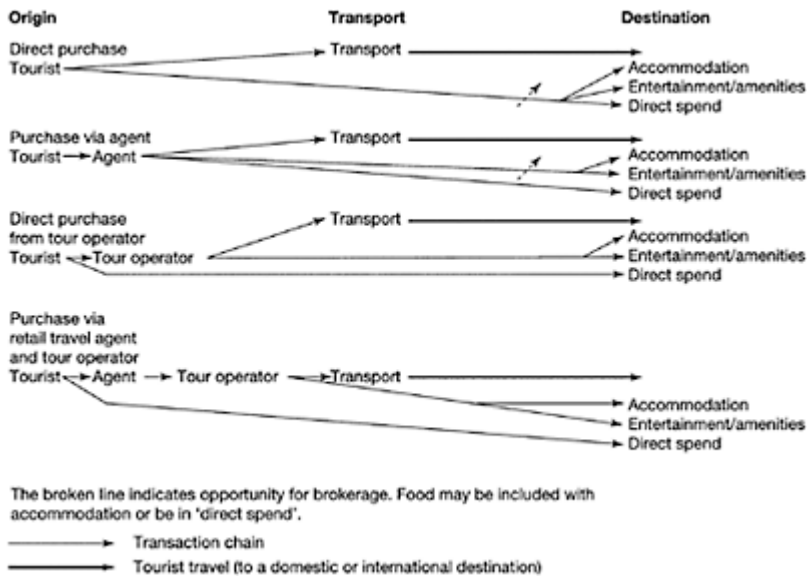 Origin Transport Destination
Direct purchase Transport
Tourist Accommodation
Entertainment/amenities
Direct spend
Purchase via agent Transport
Tourist Agent Accommodation
Entertainment/amenities
Direct spend
Direct purchase Transport
from tour operator Accommodation
Tourist Tour operator Entertainment/amenities
Direct spend
Purchase via
retail travel agent
and tour operator
Tourist Agent Tour operator Transport
Accommodation
Entertainment/amenities
Direct spend
The broken line indicates opportunity for brokerage. Food may be included with
accommodation or be in 'direct spend'.
Transaction chain
Tourist travel (to a domestic or international destination)